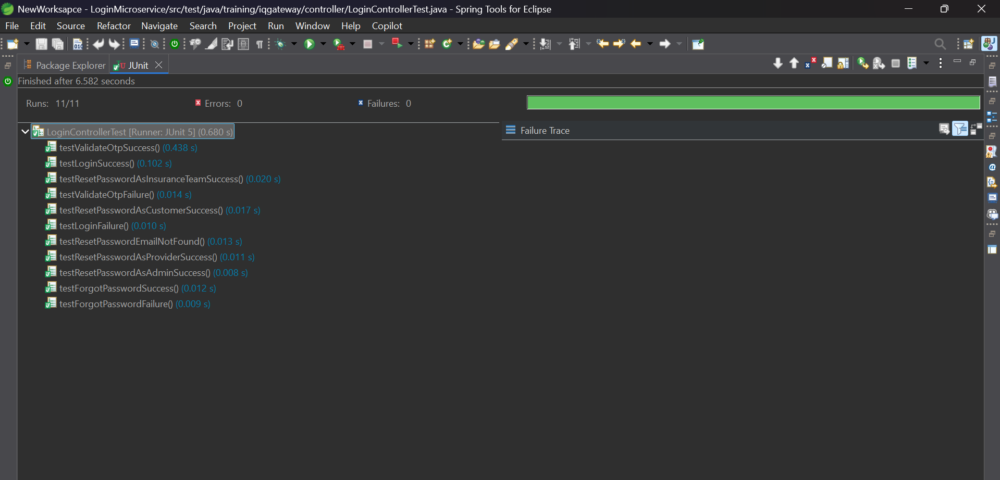 NewWorksapce - LoginMicroservice/src/test/java/training/iqgateway/controller/LoginControllerTest.java - Spring Tools for Eclipse
File Edit Source Refactor Navigate Search Project Run Window Help Copilot
Package Explorer JUnit
Finished after 6.582 seconds
Runs: 11/11 Errors: 0 Failures: 0
LoginControllerTest [Runner: JUnit 5] (0.680 s)
Failure Trace
testValidateOtpSuccess() (0.438 s)
testLoginSuccess() (0.102 s)
testResetPasswordAsInsuranceTeamSuccess() (0.020 s)
testValidateOtpFailure() (0.014 s)
testResetPasswordAsCustomerSuccess() (0.017 s)
testLoginFailure() (0.010 s)
testResetPasswordEmailNotFound() (0.013 s)
testResetPasswordAsProviderSuccess() (0.011 s)
testResetPasswordAsAdminSuccess() (0.008 s)
testForgotPasswordSuccess() (0.012 s)
testForgotPasswordFailure() (0.009 s)